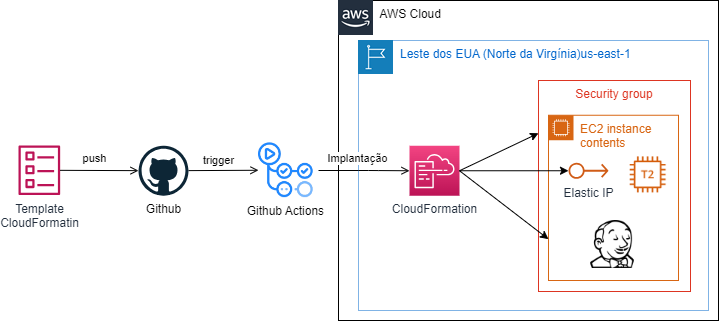 aws
AWS Cloud
Leste dos EUA (Norte da Virgínia)us-east-1
Security group
EC2 instance
contents
push
trigger
Implantação
T2
Elastic IP
Template
CloudFormatin
Github
Github Actions
CloudFormation